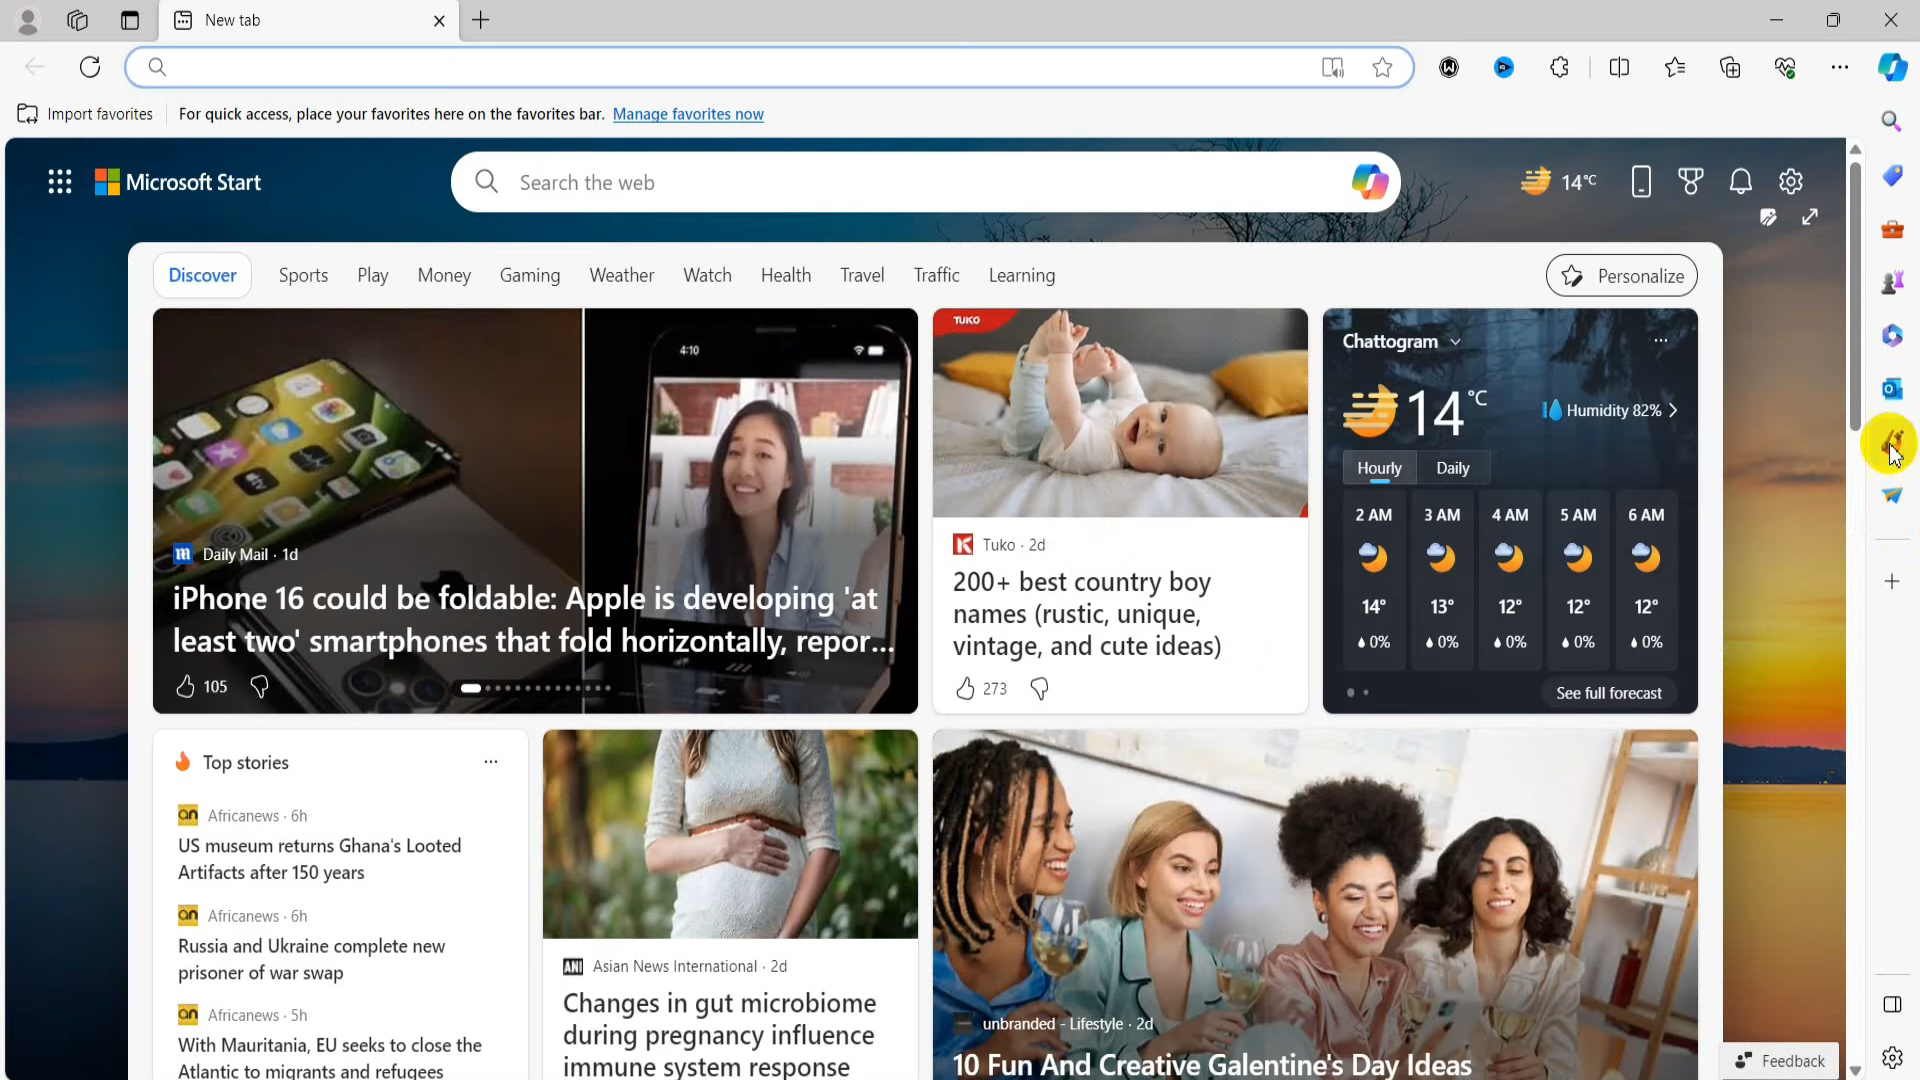 New tab
Import favorites
For quick access, place your favorites here on the favorites bar. Manage favorites now
Microsoft Start
Search the web
14°C
Discover
Sports
Play
Money
Gaming
Weather
Watch
Health
Travel
Traffic
Learning
Personalize
4:10
Daily Mail · 1d
iPhone 16 could be foldable: Apple is developing 'at
least two' smartphones that fold horizontally, repor...
105
TUKO
Tuko · 2d
200+ best country boy
names (rustic, unique,
vintage, and cute ideas)
273
Chattogram
14°C
Humidity 82%
Hourly
Daily
2 AM 3 AM 4 AM 5 AM 6 AM
14° 13° 12° 12° 12°
0% 0% 0% 0% 0%
See full forecast
Top stories
Africanews · 6h
US museum returns Ghana's Looted
Artifacts after 150 years
Africanews · 6h
Russia and Ukraine complete new
prisoner of war swap
Africanews · 5h
With Mauritania, EU seeks to close the
Atlantic to migrants and refugees
ANI Asian News International · 2d
Changes in gut microbiome
during pregnancy influence
immune system response
unbranded - Lifestyle · 2d
10 Fun And Creative Galentine's Day Ideas
Feedback